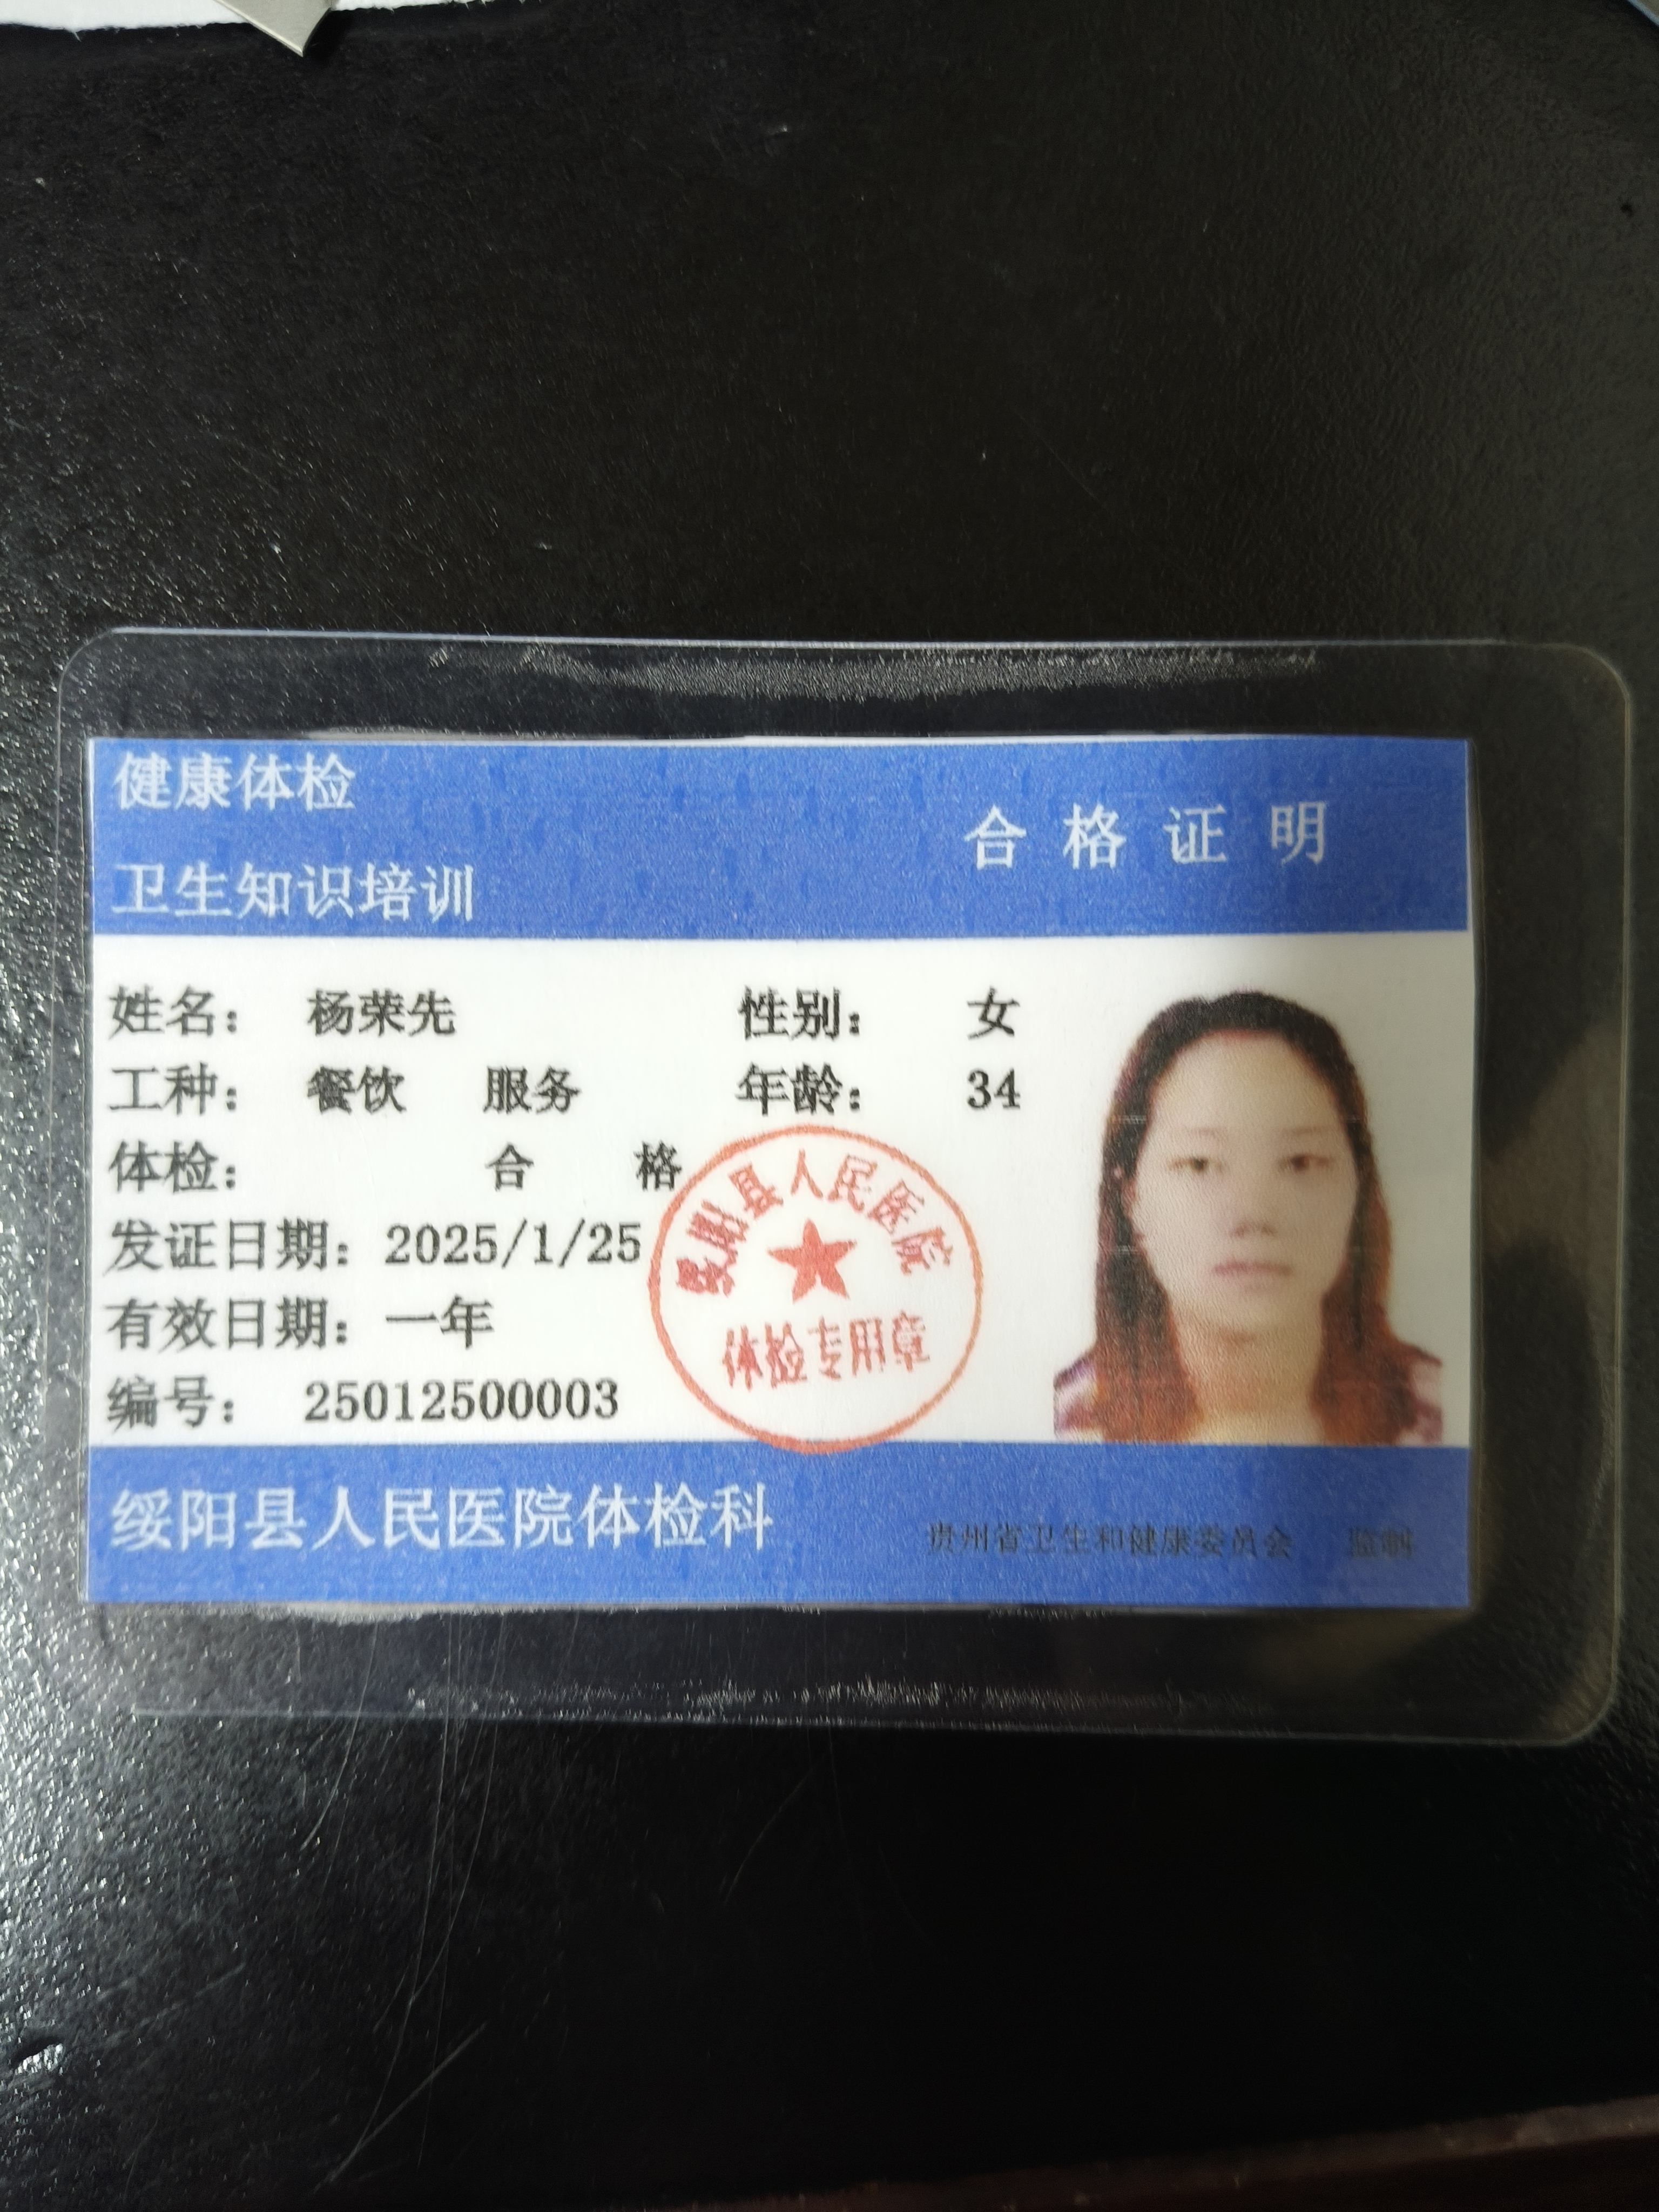 健康体检
卫生知识培训
合格证明
姓名： 杨荣先 性别： 女
工种： 餐饮 服务 年龄： 34
体检： 合 格
发证日期：2025/1/25
有效日期：一年
编号： 25012500003
绥阳县人民医院
体检专用章
绥阳县人民医院体检科
贵州省卫生和健康委员会 监制